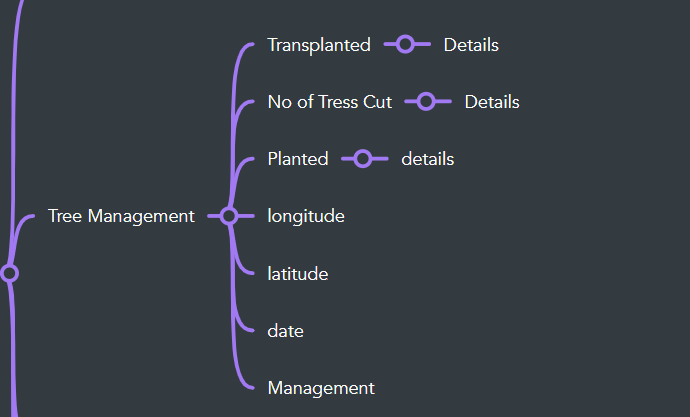 Transplanted Details
No of Tress Cut Details
Planted details
Tree Management longitude
latitude
date
Management